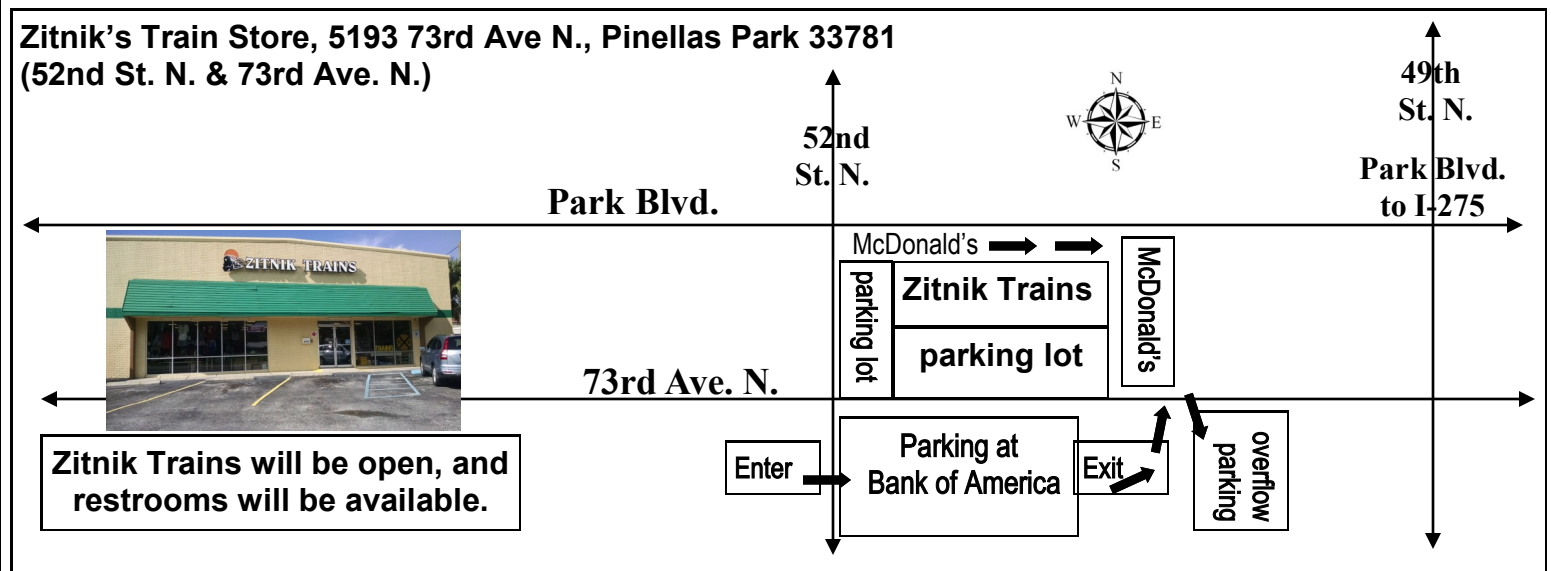 Zitnik’s Train Store, 5193 73rd Ave N., Pinellas Park 33781
(52nd St. N. & 73rd Ave. N.)
N
W
E
S
49th
St. N.
52nd
St. N.
Park Blvd.
to I-275
Park Blvd.
ZITNIK TRAINS
McDonald's
McDonald's
parking lot
Zitnik Trains
parking lot
73rd Ave. N.
Zitnik Trains will be open, and
restrooms will be available.
Enter
Parking at
Bank of America
Exit
overflow
parking